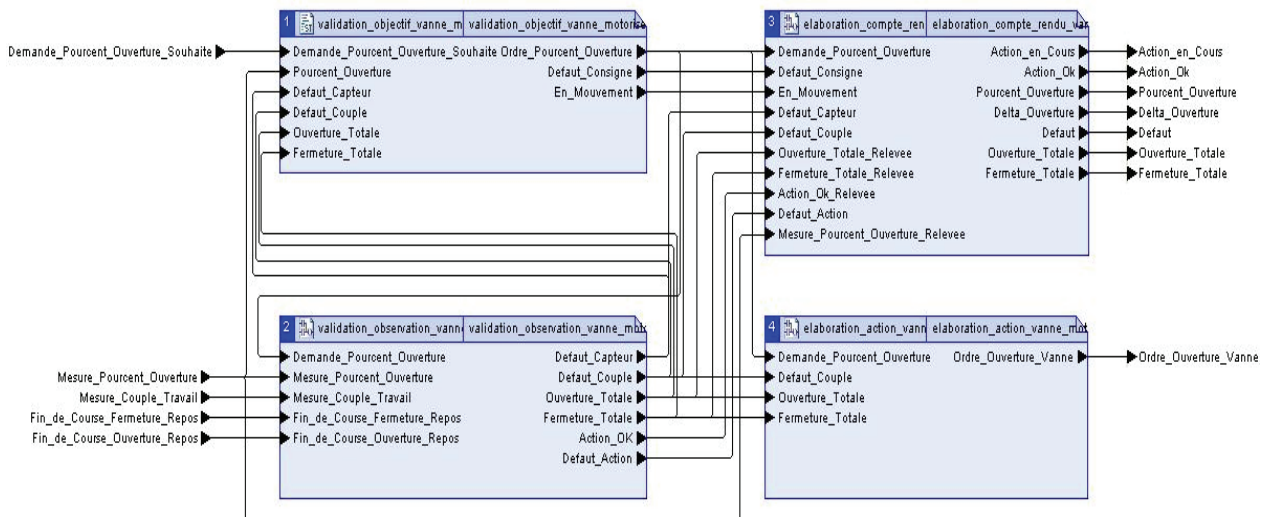 1 validation_objectif_vanne_m validation_objectif_vanne_motorise
Demande_Pourcent_Ouverture_Souhaite
Demande_Pourcent_Ouverture_Souhaite Ordre_Pourcent_Ouverture
Pourcent_Ouverture Defaut_Consigne
Defaut_Capteur En_Mouvement
Defaut_Couple
Ouverture_Totale
Fermeture_Totale
3 elaboration_compte_ren elaboration_compte_rendu_var
Demande_Pourcent_Ouverture Action_en_Cours Action_en_Cours
Defaut_Consigne Action_Ok Action_Ok
En_Mouvement Pourcent_Ouverture Pourcent_Ouverture
Defaut_Capteur Delta_Ouverture Delta_Ouverture
Defaut_Couple Defaut Defaut
Ouverture_Totale_Relevee Ouverture_Totale Ouverture_Totale
Fermeture_Totale_Relevee Fermeture_Totale Fermeture_Totale
Action_Ok_Relevee
Defaut_Action
Mesure_Pourcent_Ouverture_Relevee
2 validation_observation_vanne validation_observation_vanne_mot
Demande_Pourcent_Ouverture Defaut_Capteur
Mesure_Pourcent_Ouverture Mesure_Pourcent_Ouverture Defaut_Couple
Mesure_Couple_Travail Mesure_Couple_Travail Ouverture_Totale
Fin_de_Course_Fermeture_Repos Fin_de_Course_Fermeture_Repos Fermeture_Totale
Fin_de_Course_Ouverture_Repos Fin_de_Course_Ouverture_Repos Action_OK
Defaut_Action
4 elaboration_action_vann elaboration_action_vanne_mot
Demande_Pourcent_Ouverture Ordre_Ouverture_Vanne Ordre_Ouverture_Vanne
Defaut_Couple
Ouverture_Totale
Fermeture_Totale